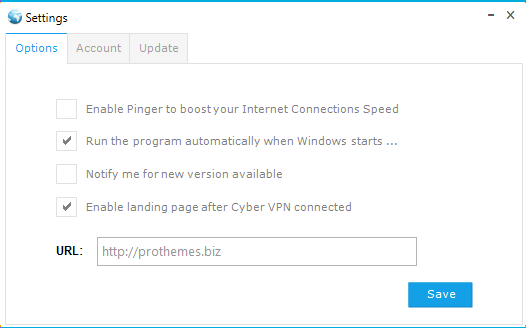 Settings
Options Account Update
Enable Pinger to boost your Internet Connections Speed
Run the program automatically when Windows starts ...
Notify me for new version available
Enable landing page after Cyber VPN connected
URL: http://prothemes.biz
Save